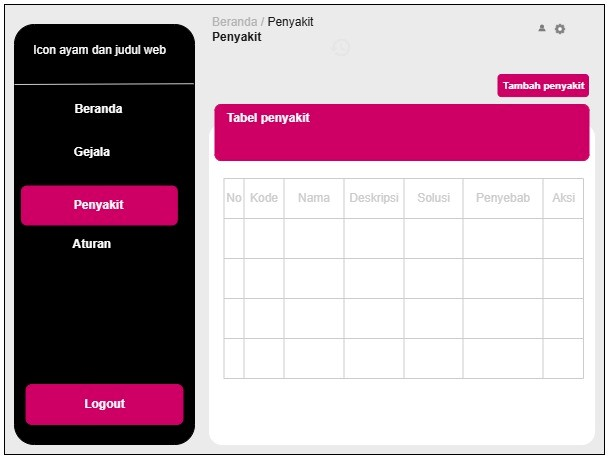 Icon ayam dan judul web
Beranda
Gejala
Penyakit
Aturan
Logout
Beranda / Penyakit
Penyakit
Tambah penyakit
Tabel penyakit
No Kode Nama Deskripsi Solusi Penyebab Aksi